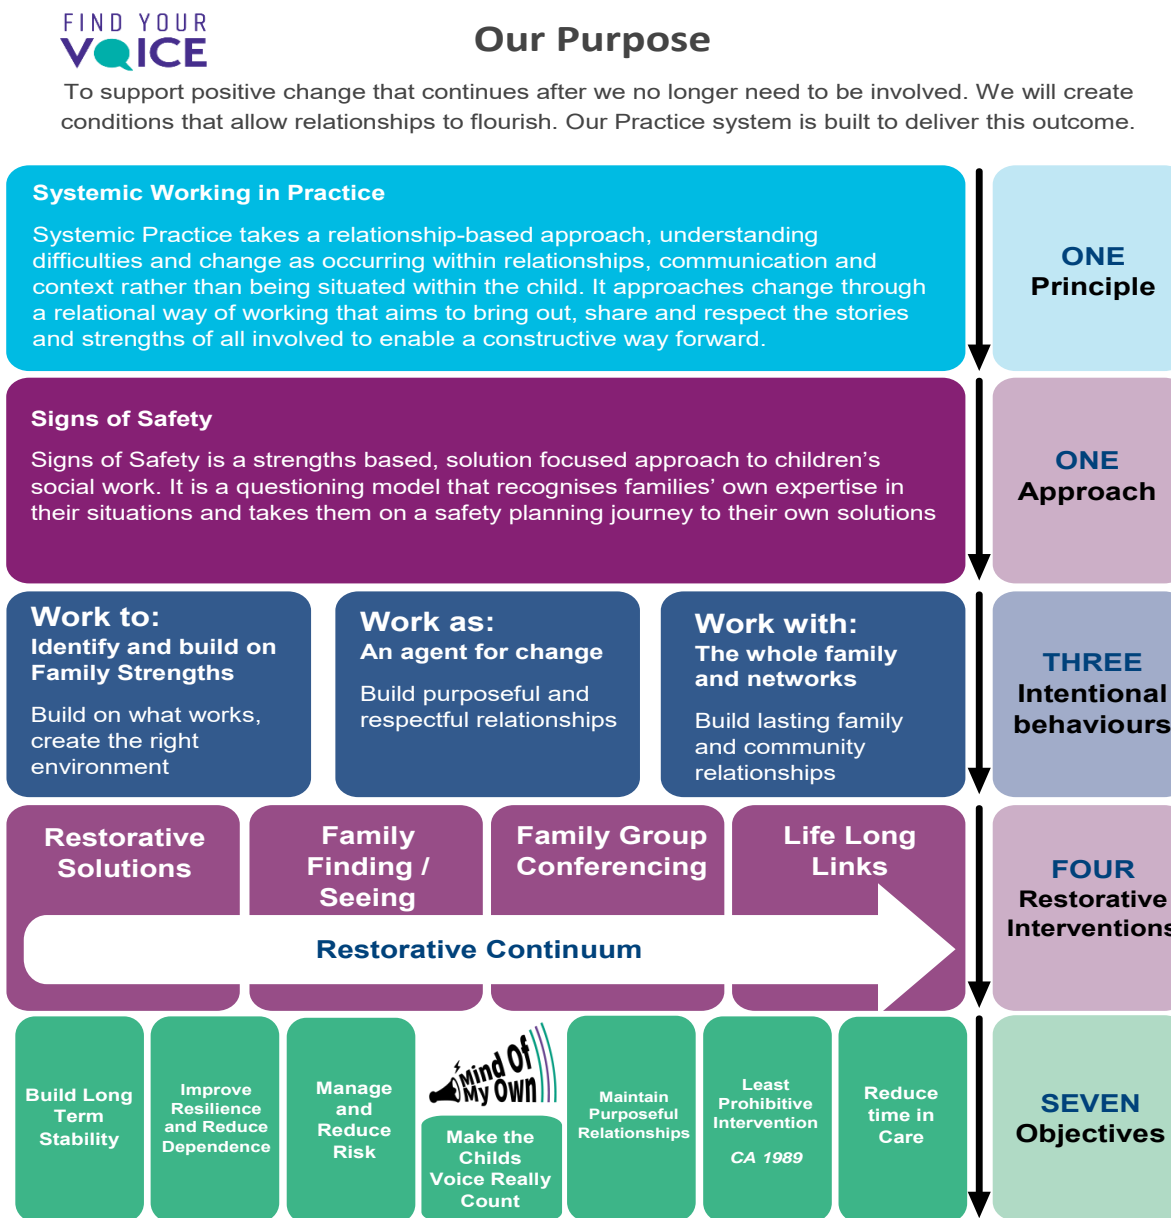 FIND YOUR
VOICE
Our Purpose
To support positive change that continues after we no longer need to be involved. We will create
conditions that allow relationships to flourish. Our Practice system is built to deliver this outcome.
Systemic Working in Practice
Systemic Practice takes a relationship-based approach, understanding
difficulties and change as occurring within relationships, communication and
context rather than being situated within the child. It approaches change through
a relational way of working that aims to bring out, share and respect the stories
and strengths of all involved to enable a constructive way forward.
ONE
Principle
Signs of Safety
Signs of Safety is a strengths based, solution focused approach to children’s
social work. It is a questioning model that recognises families’ own expertise in
their situations and takes them on a safety planning journey to their own solutions
ONE
Approach
Work to:
Identify and build on
Family Strengths
Build on what works,
create the right
environment
Work as:
An agent for change
Build purposeful and
respectful relationships
Work with:
The whole family
and networks
Build lasting family
and community
relationships
THREE
Intentional
behaviours
Restorative
Solutions
Family
Finding /
Seeing
Family Group
Conferencing
Life Long
Links
Restorative Continuum
FOUR
Restorative
Interventions
Build Long
Term
Stability
Improve
Resilience
and Reduce
Dependence
Manage
and
Reduce
Risk
Mind Of
My Own
Make the
Childs
Voice Really
Count
Maintain
Purposeful
Relationships
Least
Prohibitive
Intervention
CA 1989
Reduce
time in
Care
SEVEN
Objectives